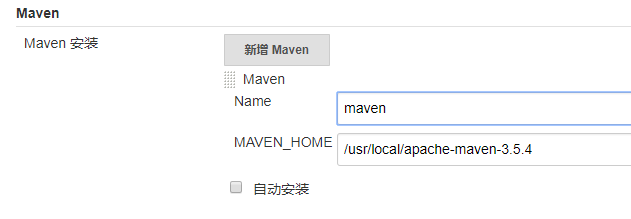 Maven
Maven 安装
新增 Maven
Maven
Name
maven
MAVEN_HOME
/usr/local/apache-maven-3.5.4
自动安装